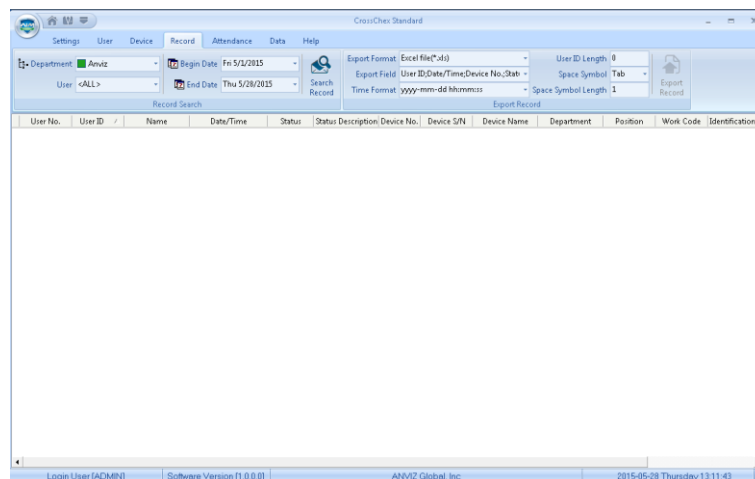 CrossChex Standard
Settings User Device Record Attendance Data Help
Department Anviz Begin Date Fri 5/1/2015 Export Format Excel file(*.xls) User ID Length 0
User <ALL> End Date Thu 5/28/2015 Search Record Export Field User ID;Date/Time;Device No.;Stat Space Symbol Tab Export Record
Time Format yyyy-mm-dd hh:mm:ss Space Symbol Length 1
Record Search Export Record
User No. User ID Name Date/Time Status Status Description Device No. Device S/N Device Name Department Position Work Code Identification
Login User [ADMIN] Software Version [1.0.0.0] ANVIZ Global, Inc 2015-05-28 Thursday 13:11:43